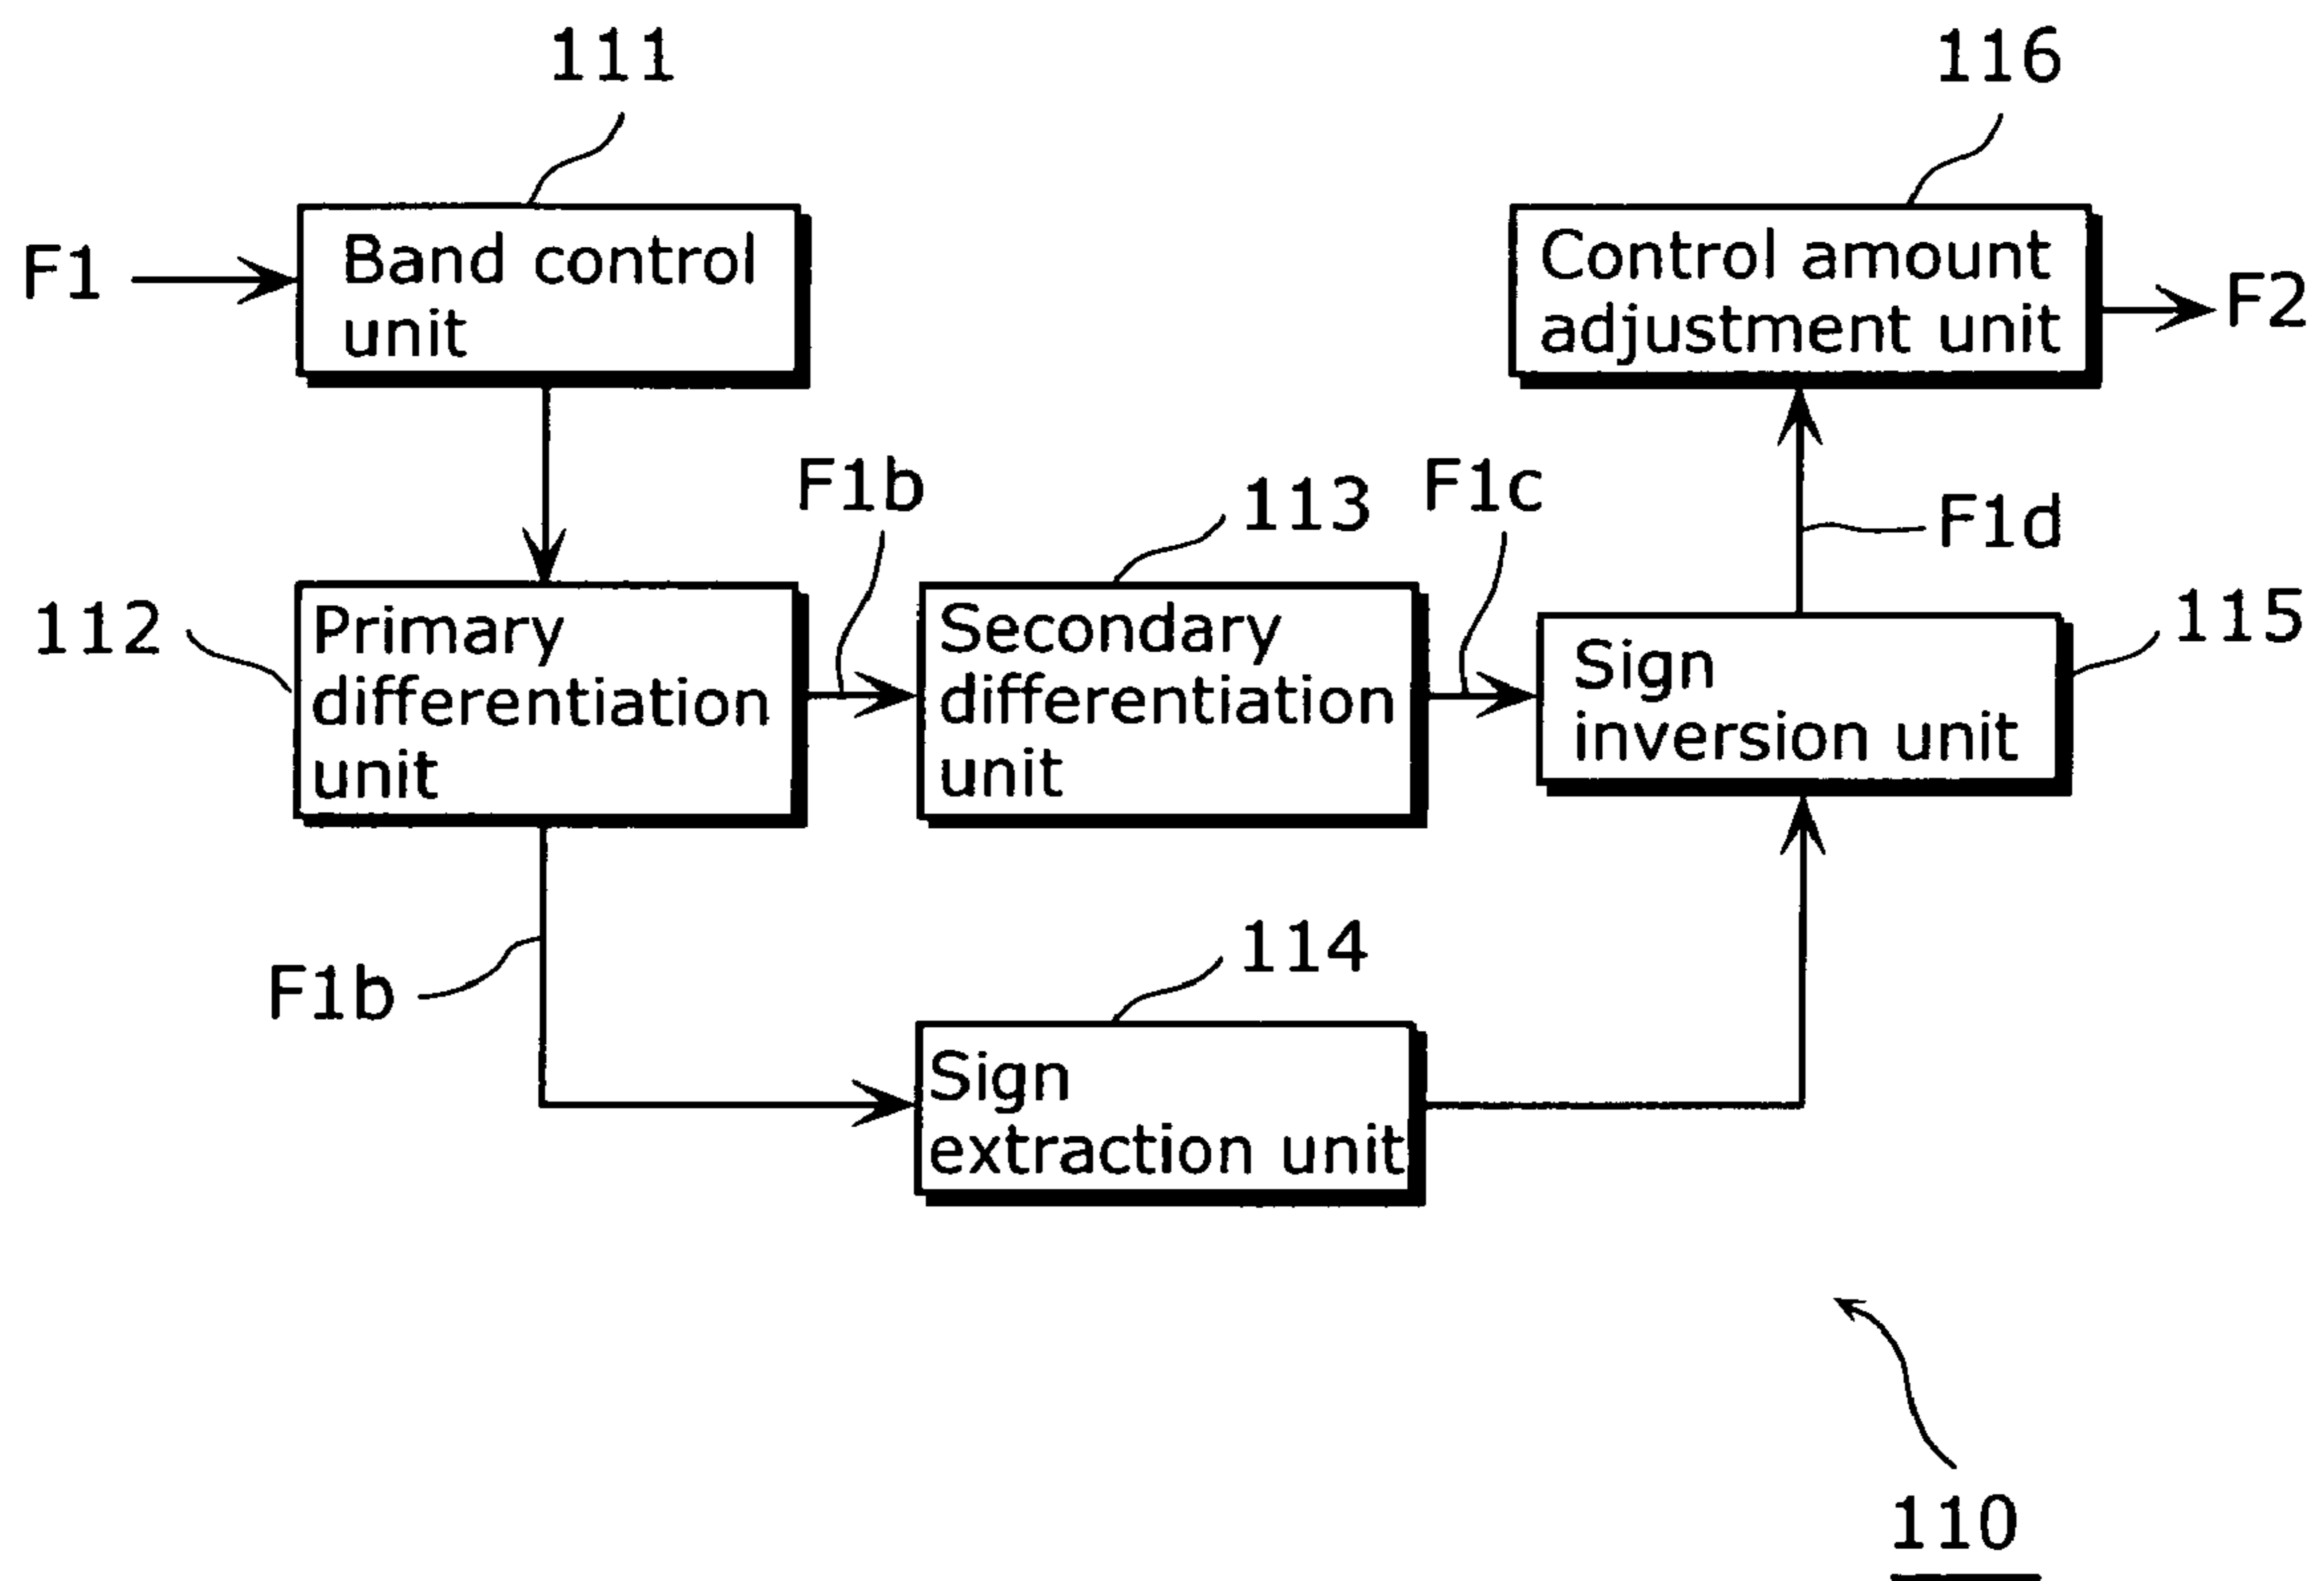 111
116
F1
Band control
unit
Control amount
adjustment unit
F2
F1b
113
F1c
F1d
112
Primary
differentiation
unit
Secondary
differentiation
unit
Sign
inversion unit
115
F1b
114
Sign
extraction unit
110